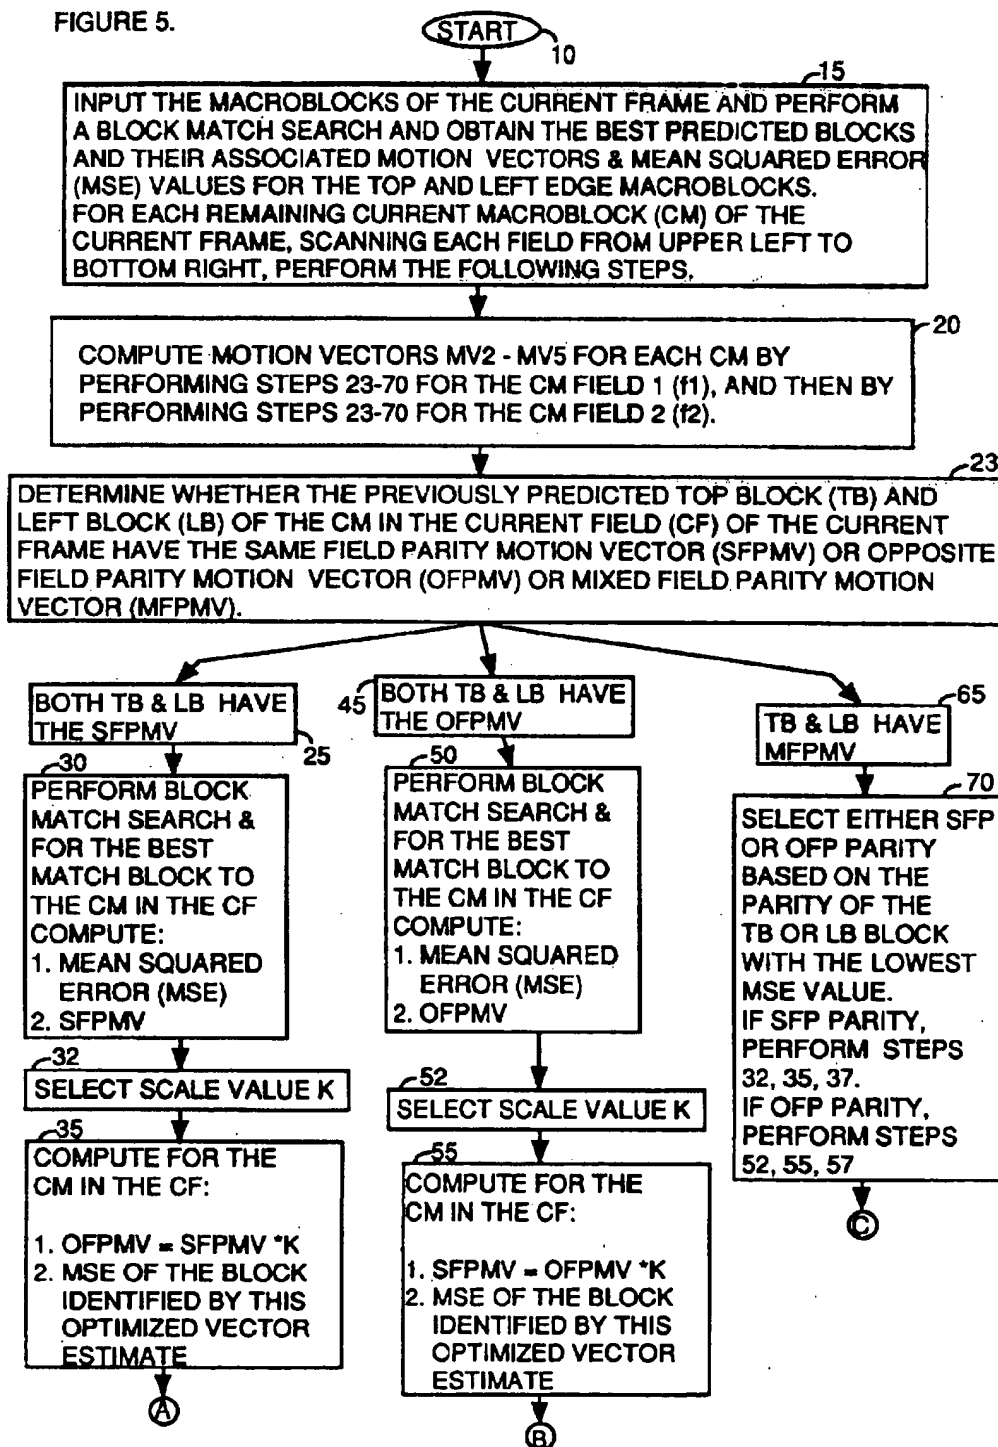 FIGURE 5.
START
10
15
INPUT THE MACROBLOCKS OF THE CURRENT FRAME AND PERFORM
A BLOCK MATCH SEARCH AND OBTAIN THE BEST PREDICTED BLOCKS
AND THEIR ASSOCIATED MOTION VECTORS & MEAN SQUARED ERROR
(MSE) VALUES FOR THE TOP AND LEFT EDGE MACROBLOCKS.
FOR EACH REMAINING CURRENT MACROBLOCK (CM) OF THE
CURRENT FRAME, SCANNING EACH FIELD FROM UPPER LEFT TO
BOTTOM RIGHT, PERFORM THE FOLLOWING STEPS.
20
COMPUTE MOTION VECTORS MV2 - MV5 FOR EACH CM BY
PERFORMING STEPS 23-70 FOR THE CM FIELD 1 (f1), AND THEN BY
PERFORMING STEPS 23-70 FOR THE CM FIELD 2 (f2).
23
DETERMINE WHETHER THE PREVIOUSLY PREDICTED TOP BLOCK (TB) AND
LEFT BLOCK (LB) OF THE CM IN THE CURRENT FIELD (CF) OF THE CURRENT
FRAME HAVE THE SAME FIELD PARITY MOTION VECTOR (SFPMV) OR OPPOSITE
FIELD PARITY MOTION VECTOR (OFPMV) OR MIXED FIELD PARITY MOTION
VECTOR (MFPMV).
BOTH TB & LB HAVE
THE SFPMV
25
30
PERFORM BLOCK
MATCH SEARCH &
FOR THE BEST
MATCH BLOCK TO
THE CM IN THE CF
COMPUTE:
1. MEAN SQUARED
ERROR (MSE)
2. SFPMV
32
SELECT SCALE VALUE K
35
COMPUTE FOR THE
CM IN THE CF:
1. OFPMV = SFPMV *K
2. MSE OF THE BLOCK
IDENTIFIED BY THIS
OPTIMIZED VECTOR
ESTIMATE
A
45
BOTH TB & LB HAVE
THE OFPMV
50
PERFORM BLOCK
MATCH SEARCH &
FOR THE BEST
MATCH BLOCK TO
THE CM IN THE CF
COMPUTE:
1. MEAN SQUARED
ERROR (MSE)
2. OFPMV
52
SELECT SCALE VALUE K
55
COMPUTE FOR THE
CM IN THE CF:
1. SFPMV = OFPMV *K
2. MSE OF THE BLOCK
IDENTIFIED BY THIS
OPTIMIZED VECTOR
ESTIMATE
B
65
TB & LB HAVE
MFPMV
70
SELECT EITHER SFP
OR OFP PARITY
BASED ON THE
PARITY OF THE
TB OR LB BLOCK
WITH THE LOWEST
MSE VALUE.
IF SFP PARITY,
PERFORM STEPS
32, 35, 37.
IF OFP PARITY,
PERFORM STEPS
52, 55, 57
C